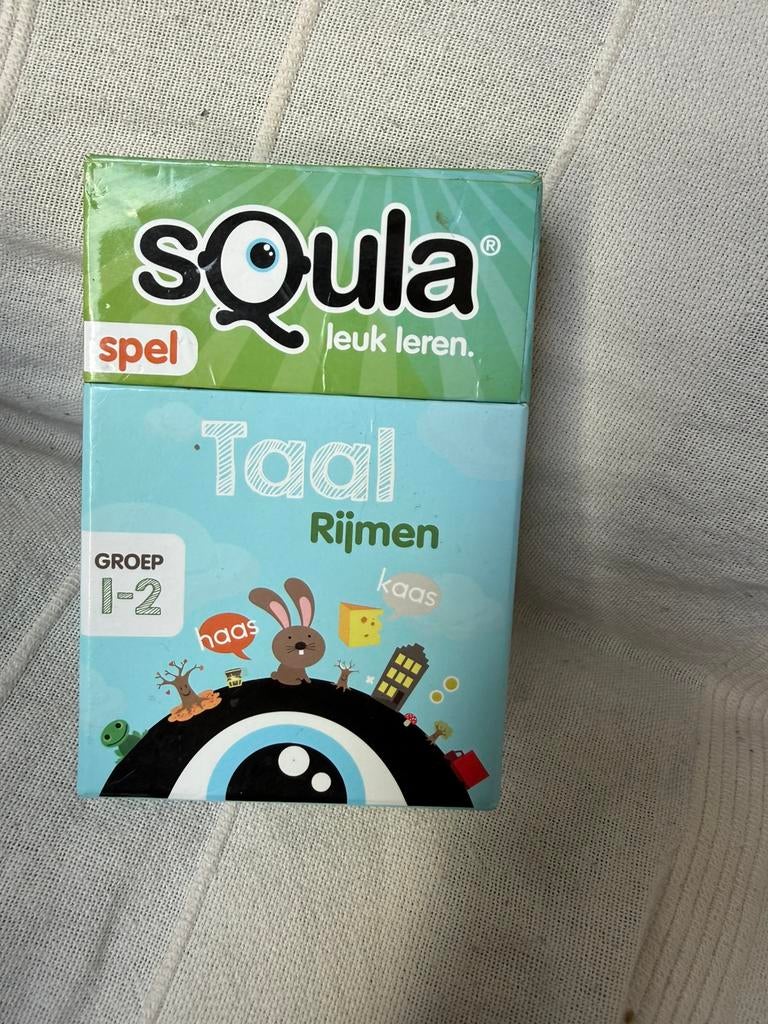 sQula®
leuk leren.
spel
Taal
Rijmen
GROEP
1-2
haas
kaas